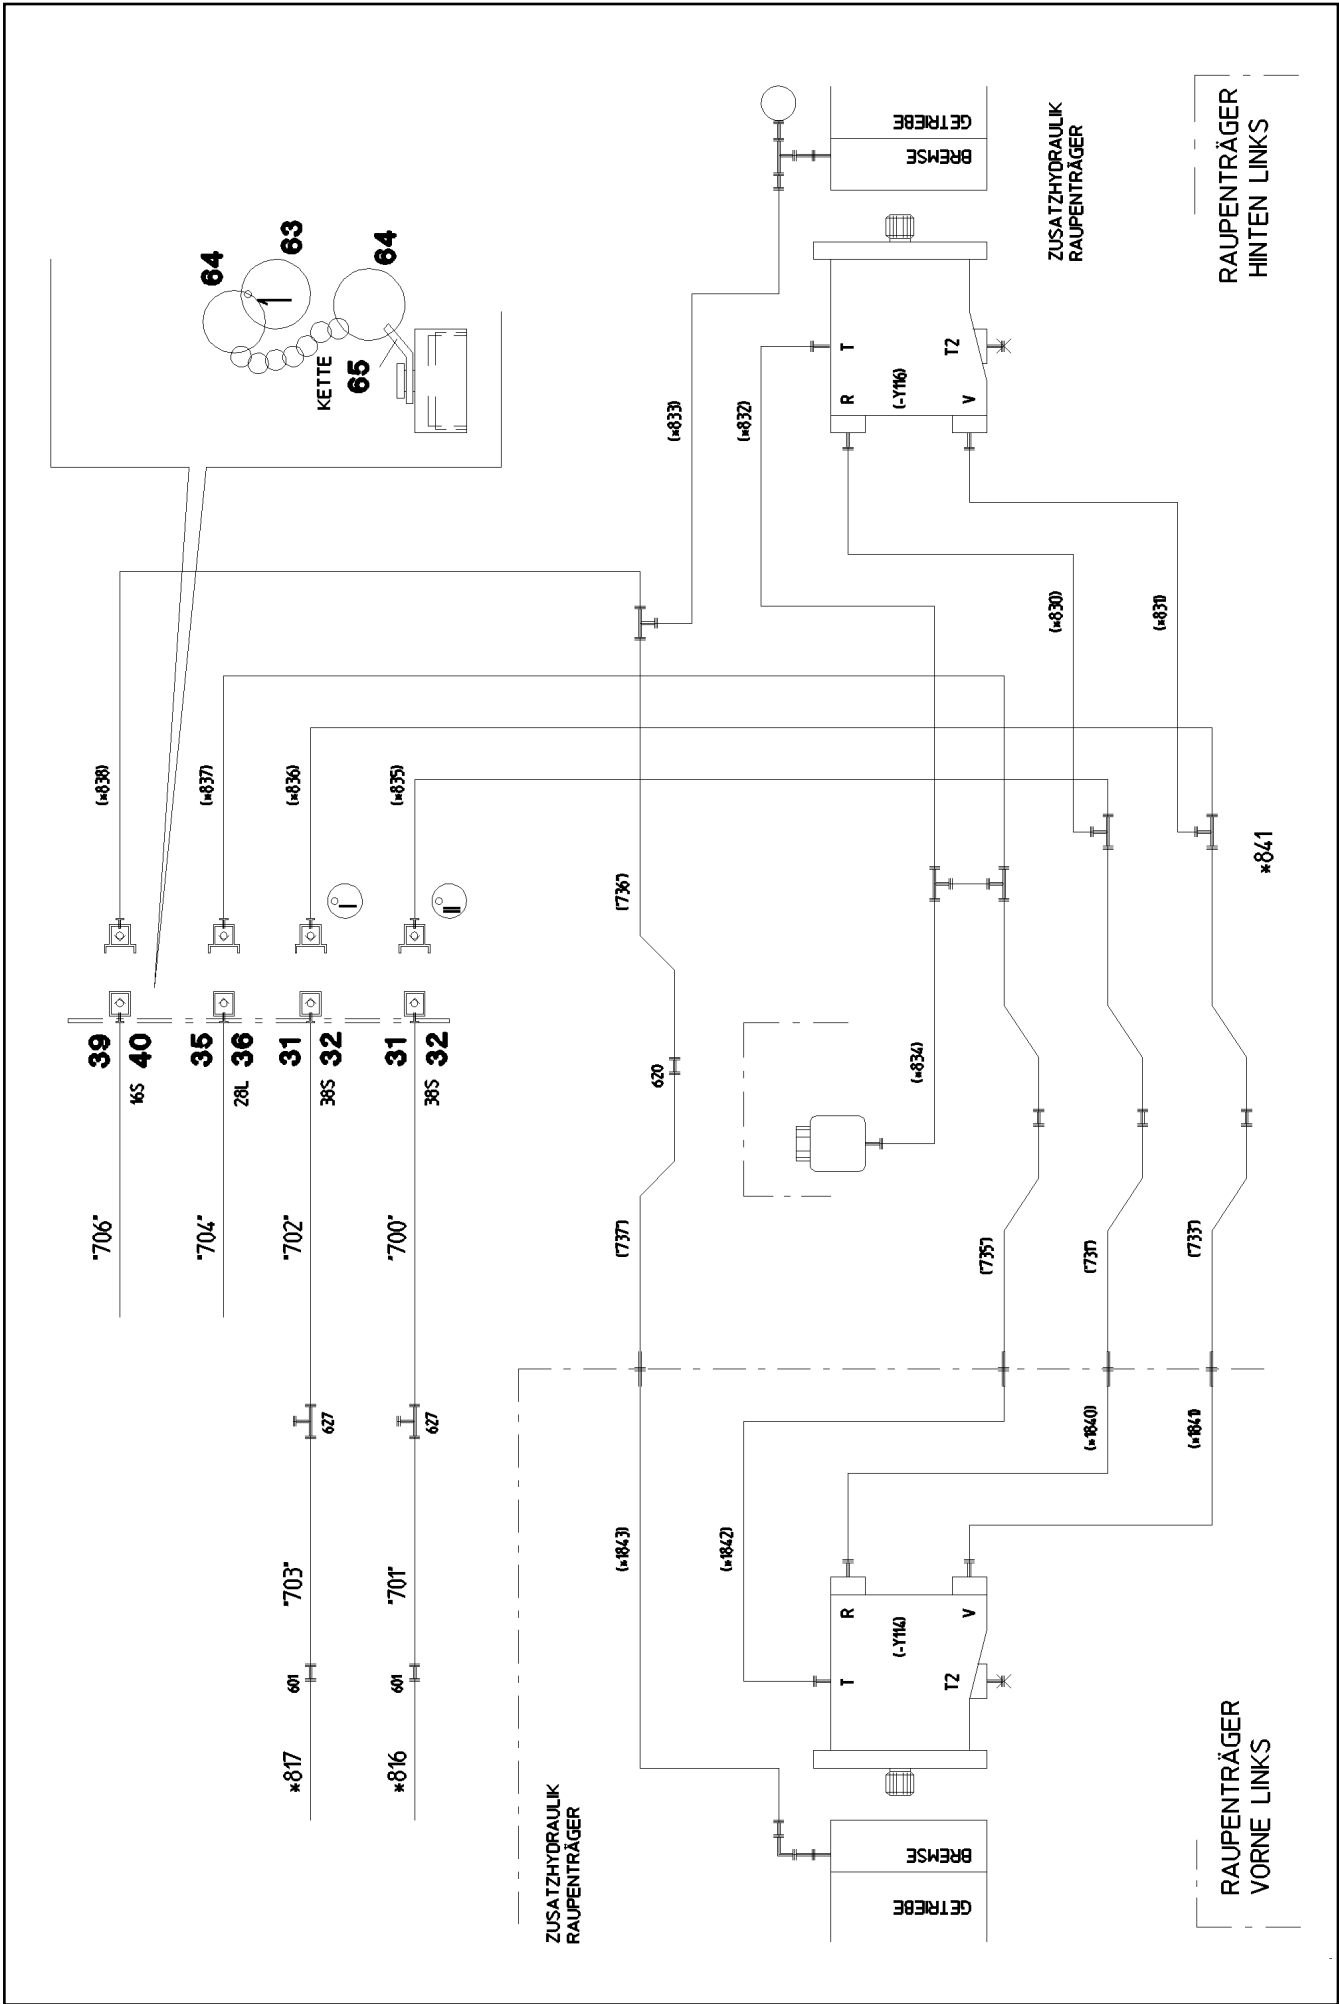 39
40
16S
35
36
28L
31
32
38S
31
32
38S
"706"
"704"
"702"
"700"
627
627
"703"
"701"
601
601
*817
*816
(*838)
(*837)
(*836)
(*835)
I
II
64
63
1
64
65
KETTE
("736")
620
("737")
(*833)
(*832)
(*834)
(*830)
(*831)
*841
("735")
("731")
("733")
(*1843)
(*1842)
(*1840)
(*1841)
R
T
(-Y116)
T2
V
BREMSE
GETRIEBE
ZUSATZHYDRAULIK
RAUPENTRÄGER
RAUPENTRÄGER
HINTEN LINKS
T
R
(-Y114)
T2
V
BREMSE
GETRIEBE
ZUSATZHYDRAULIK
RAUPENTRÄGER
RAUPENTRÄGER
VORNE LINKS